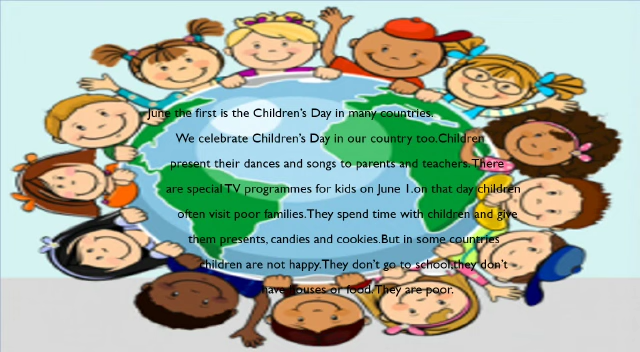 June the first is the Children's Day in many countries.
We celebrate Children's Day in our country too.Children
present their dances and songs to parents and teachers.There
are special TV programmes for kids on June 1.on that day children
often visit poor families.They spend time with children and give
them presents, candies and cookies.But in some countries
children are not happy.They don't go to school,they don't
have houses or food.They are poor.